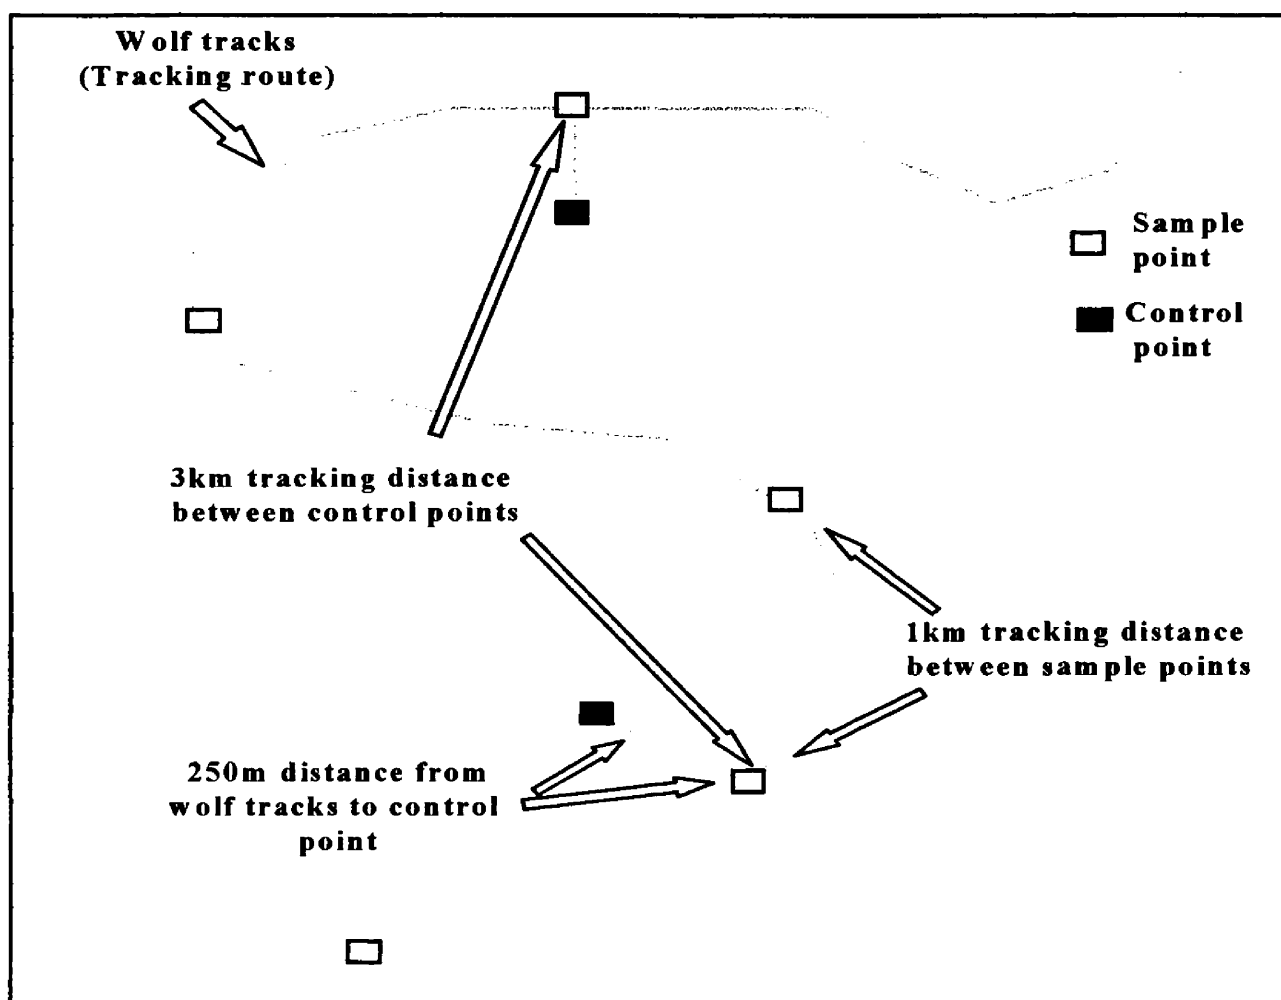 Wolf tracks
(Tracking route)
Sample
point
Control
point
3km tracking distance
between control points
1km tracking distance
between sample points
250m distance from
wolf tracks to control
point